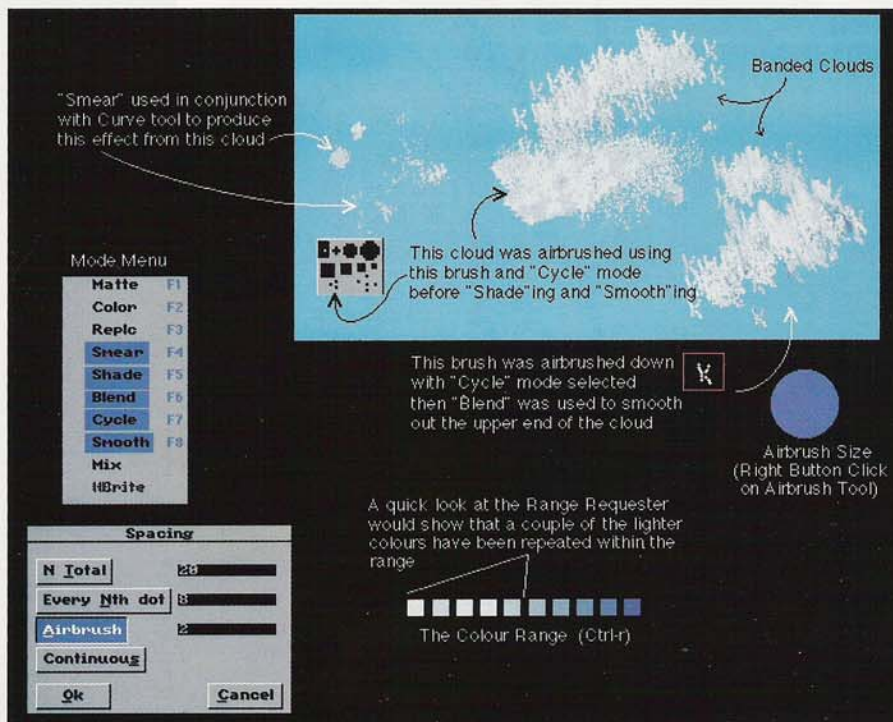 Banded Clouds
"Smear" used in conjunction
with Curve tool to produce
this effect from this cloud
This cloud was airbrushed using
this brush and "Cycle" mode
before "Shade"ing and "Smooth"ing
Mode Menu
Matte F1
Color F2
Replc F3
Smear F4
Shade F5
Blend F6
Cycle F7
Smooth F8
Mix
HBrite
This brush was airbrushed down
with "Cycle" mode selected
then "Blend" was used to smooth
out the upper end of the cloud
Airbrush Size
(Right Button Click
on Airbrush Tool)
Spacing
N Total 20
Every Nth dot 8
Airbrush 2
Continuous
Ok Cancel
A quick look at the Range Requester
would show that a couple of the lighter
colours have been repeated within the
range
The Colour Range (Ctrl-r)